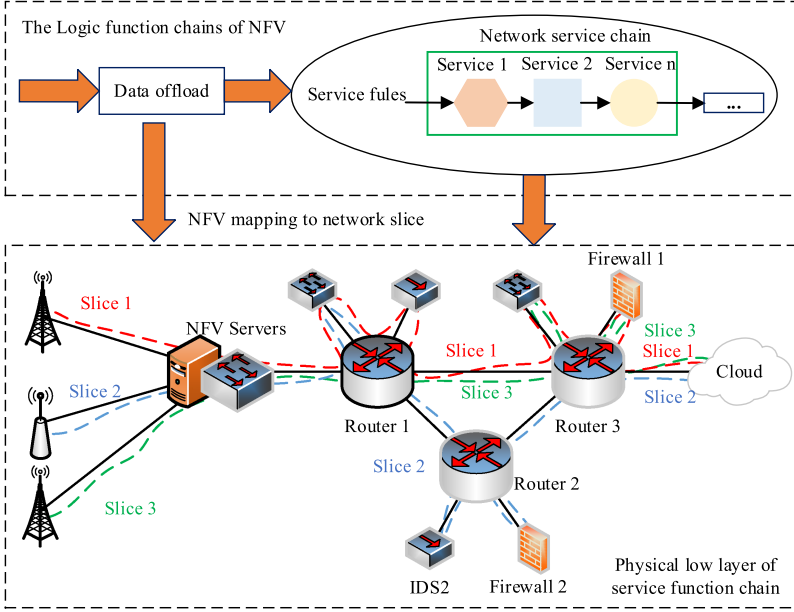 The Logic function chains of NFV
Network service chain
Service 1
Service 2
Service n
Data offload
Service fules
...
NFV mapping to network slice
Firewall 1
Slice 1
NFV Servers
Slice 3
Slice 1
Slice 1
Cloud
Slice 2
Slice 3
Slice 2
Router 1
Router 3
Slice 2
Router 2
Slice 3
IDS2
Firewall 2
Physical low layer of
service function chain